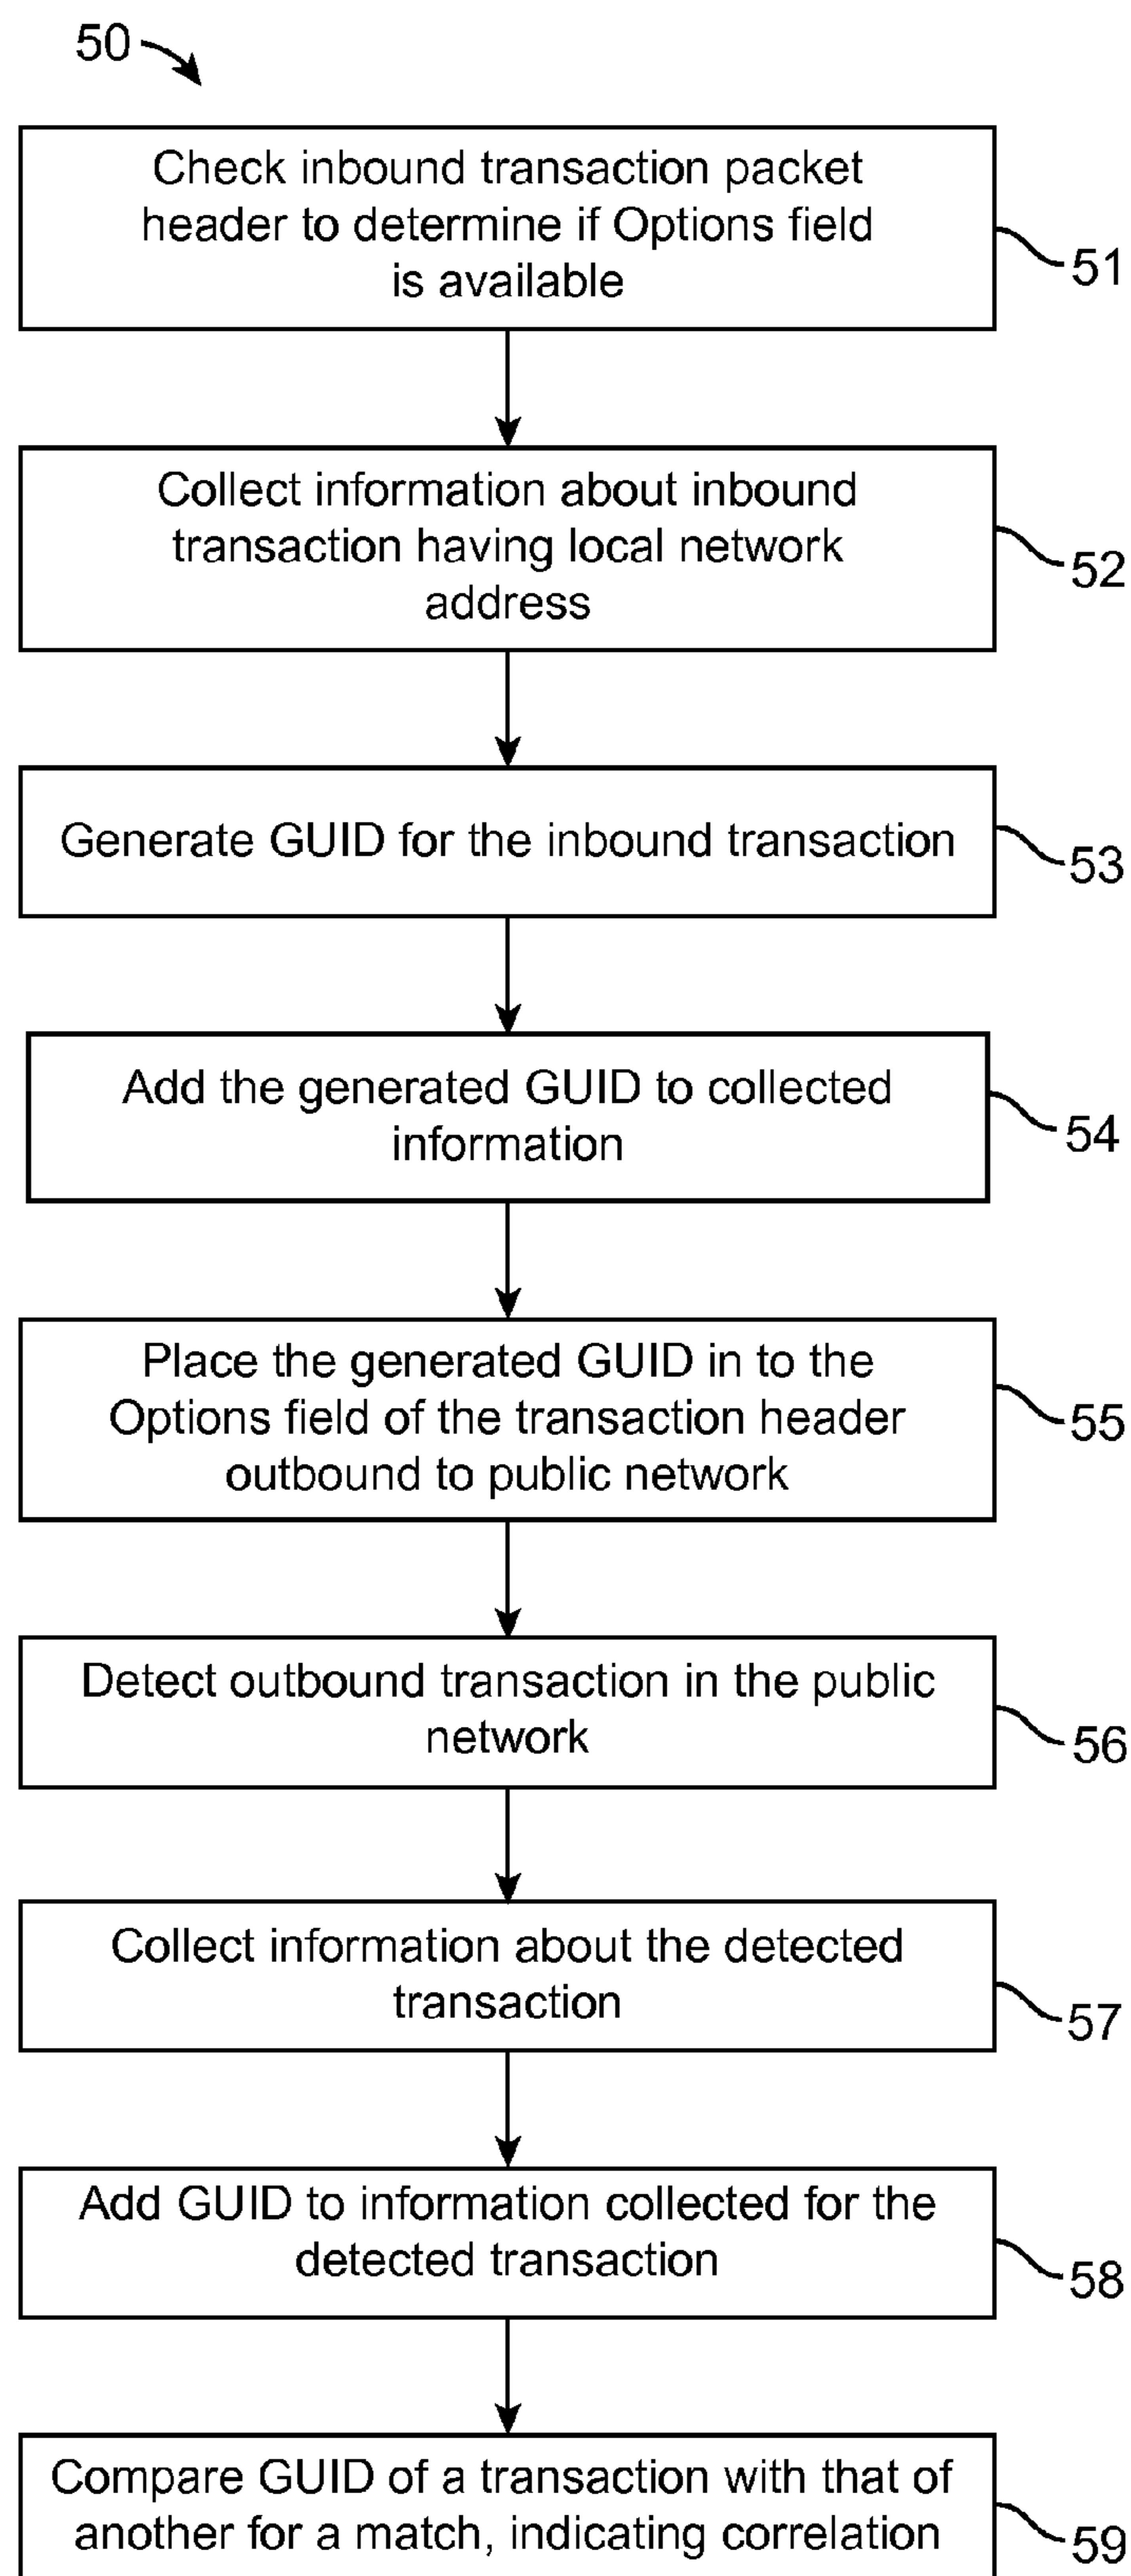 50
Check inbound transaction packet
header to determine if Options field
is available
51
Collect information about inbound
transaction having local network
address
52
Generate GUID for the inbound transaction
53
Add the generated GUID to collected
information
54
Place the generated GUID in to the
Options field of the transaction header
outbound to public network
55
Detect outbound transaction in the public
network
56
Collect information about the detected
transaction
57
Add GUID to information collected for the
detected transaction
58
Compare GUID of a transaction with that of
another for a match, indicating correlation
59